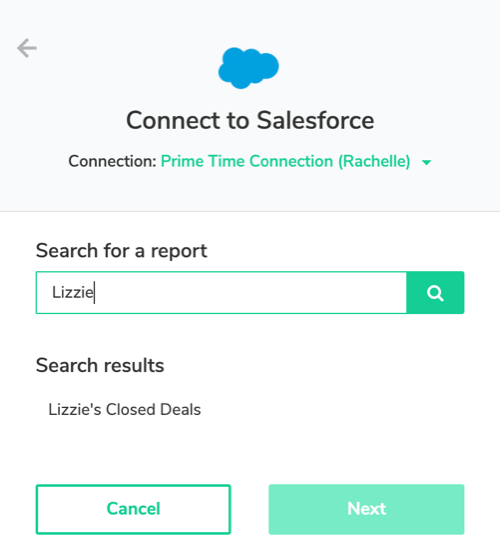 Connect to Salesforce
Connection: Prime Time Connection (Rachelle)
Search for a report
Lizzie
Search results
Lizzie's Closed Deals
Cancel
Next